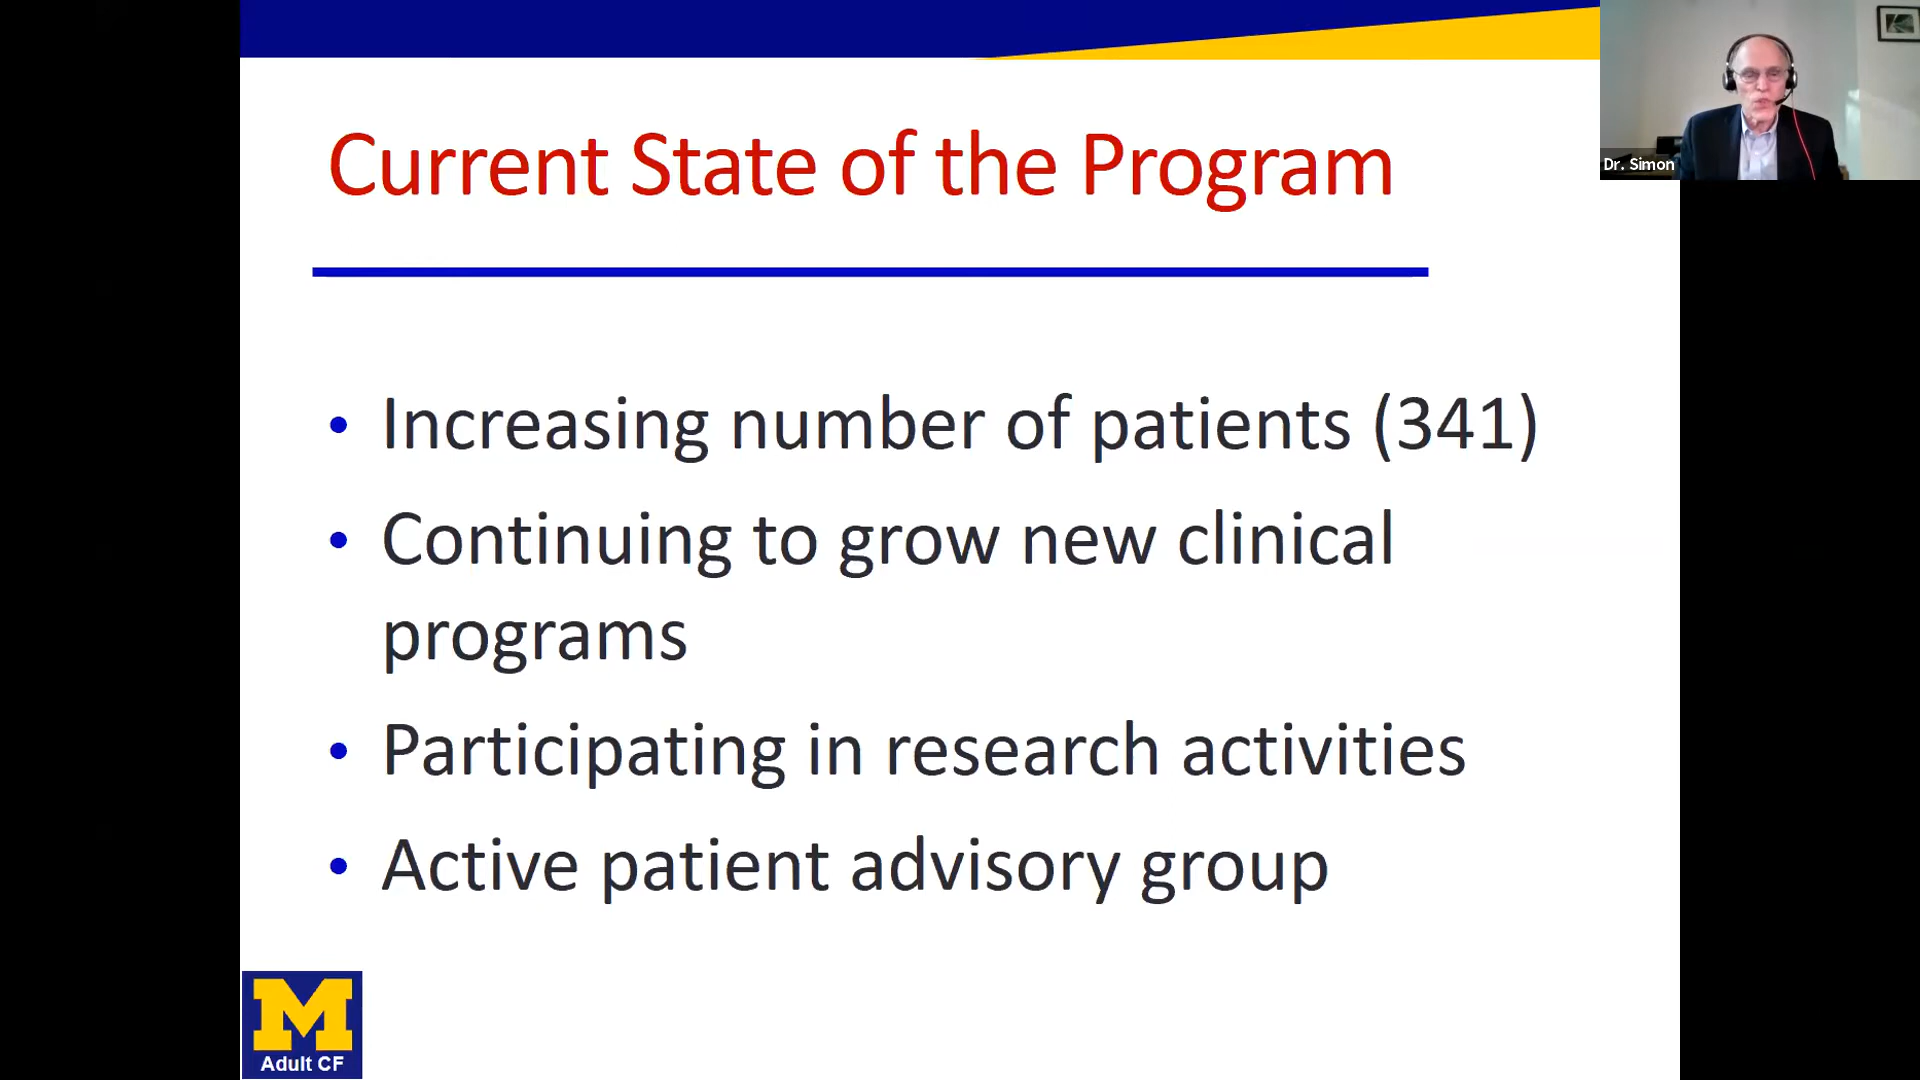 Current State of the Program
Dr. Simon
• Increasing number of patients (341)
• Continuing to grow new clinical
programs
• Participating in research activities
• Active patient advisory group
M
Adult CF